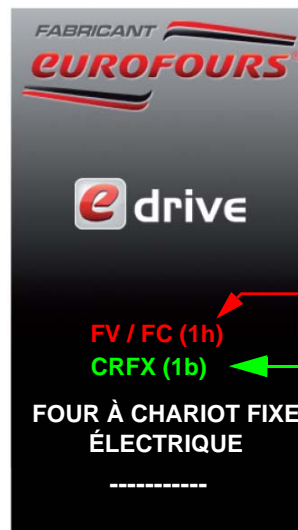 FABRICANT
EUROFOURS
e drive
FV / FC (1h)
CRFX (1b)
FOUR À CHARIOT FIXE
ÉLECTRIQUE
-----------